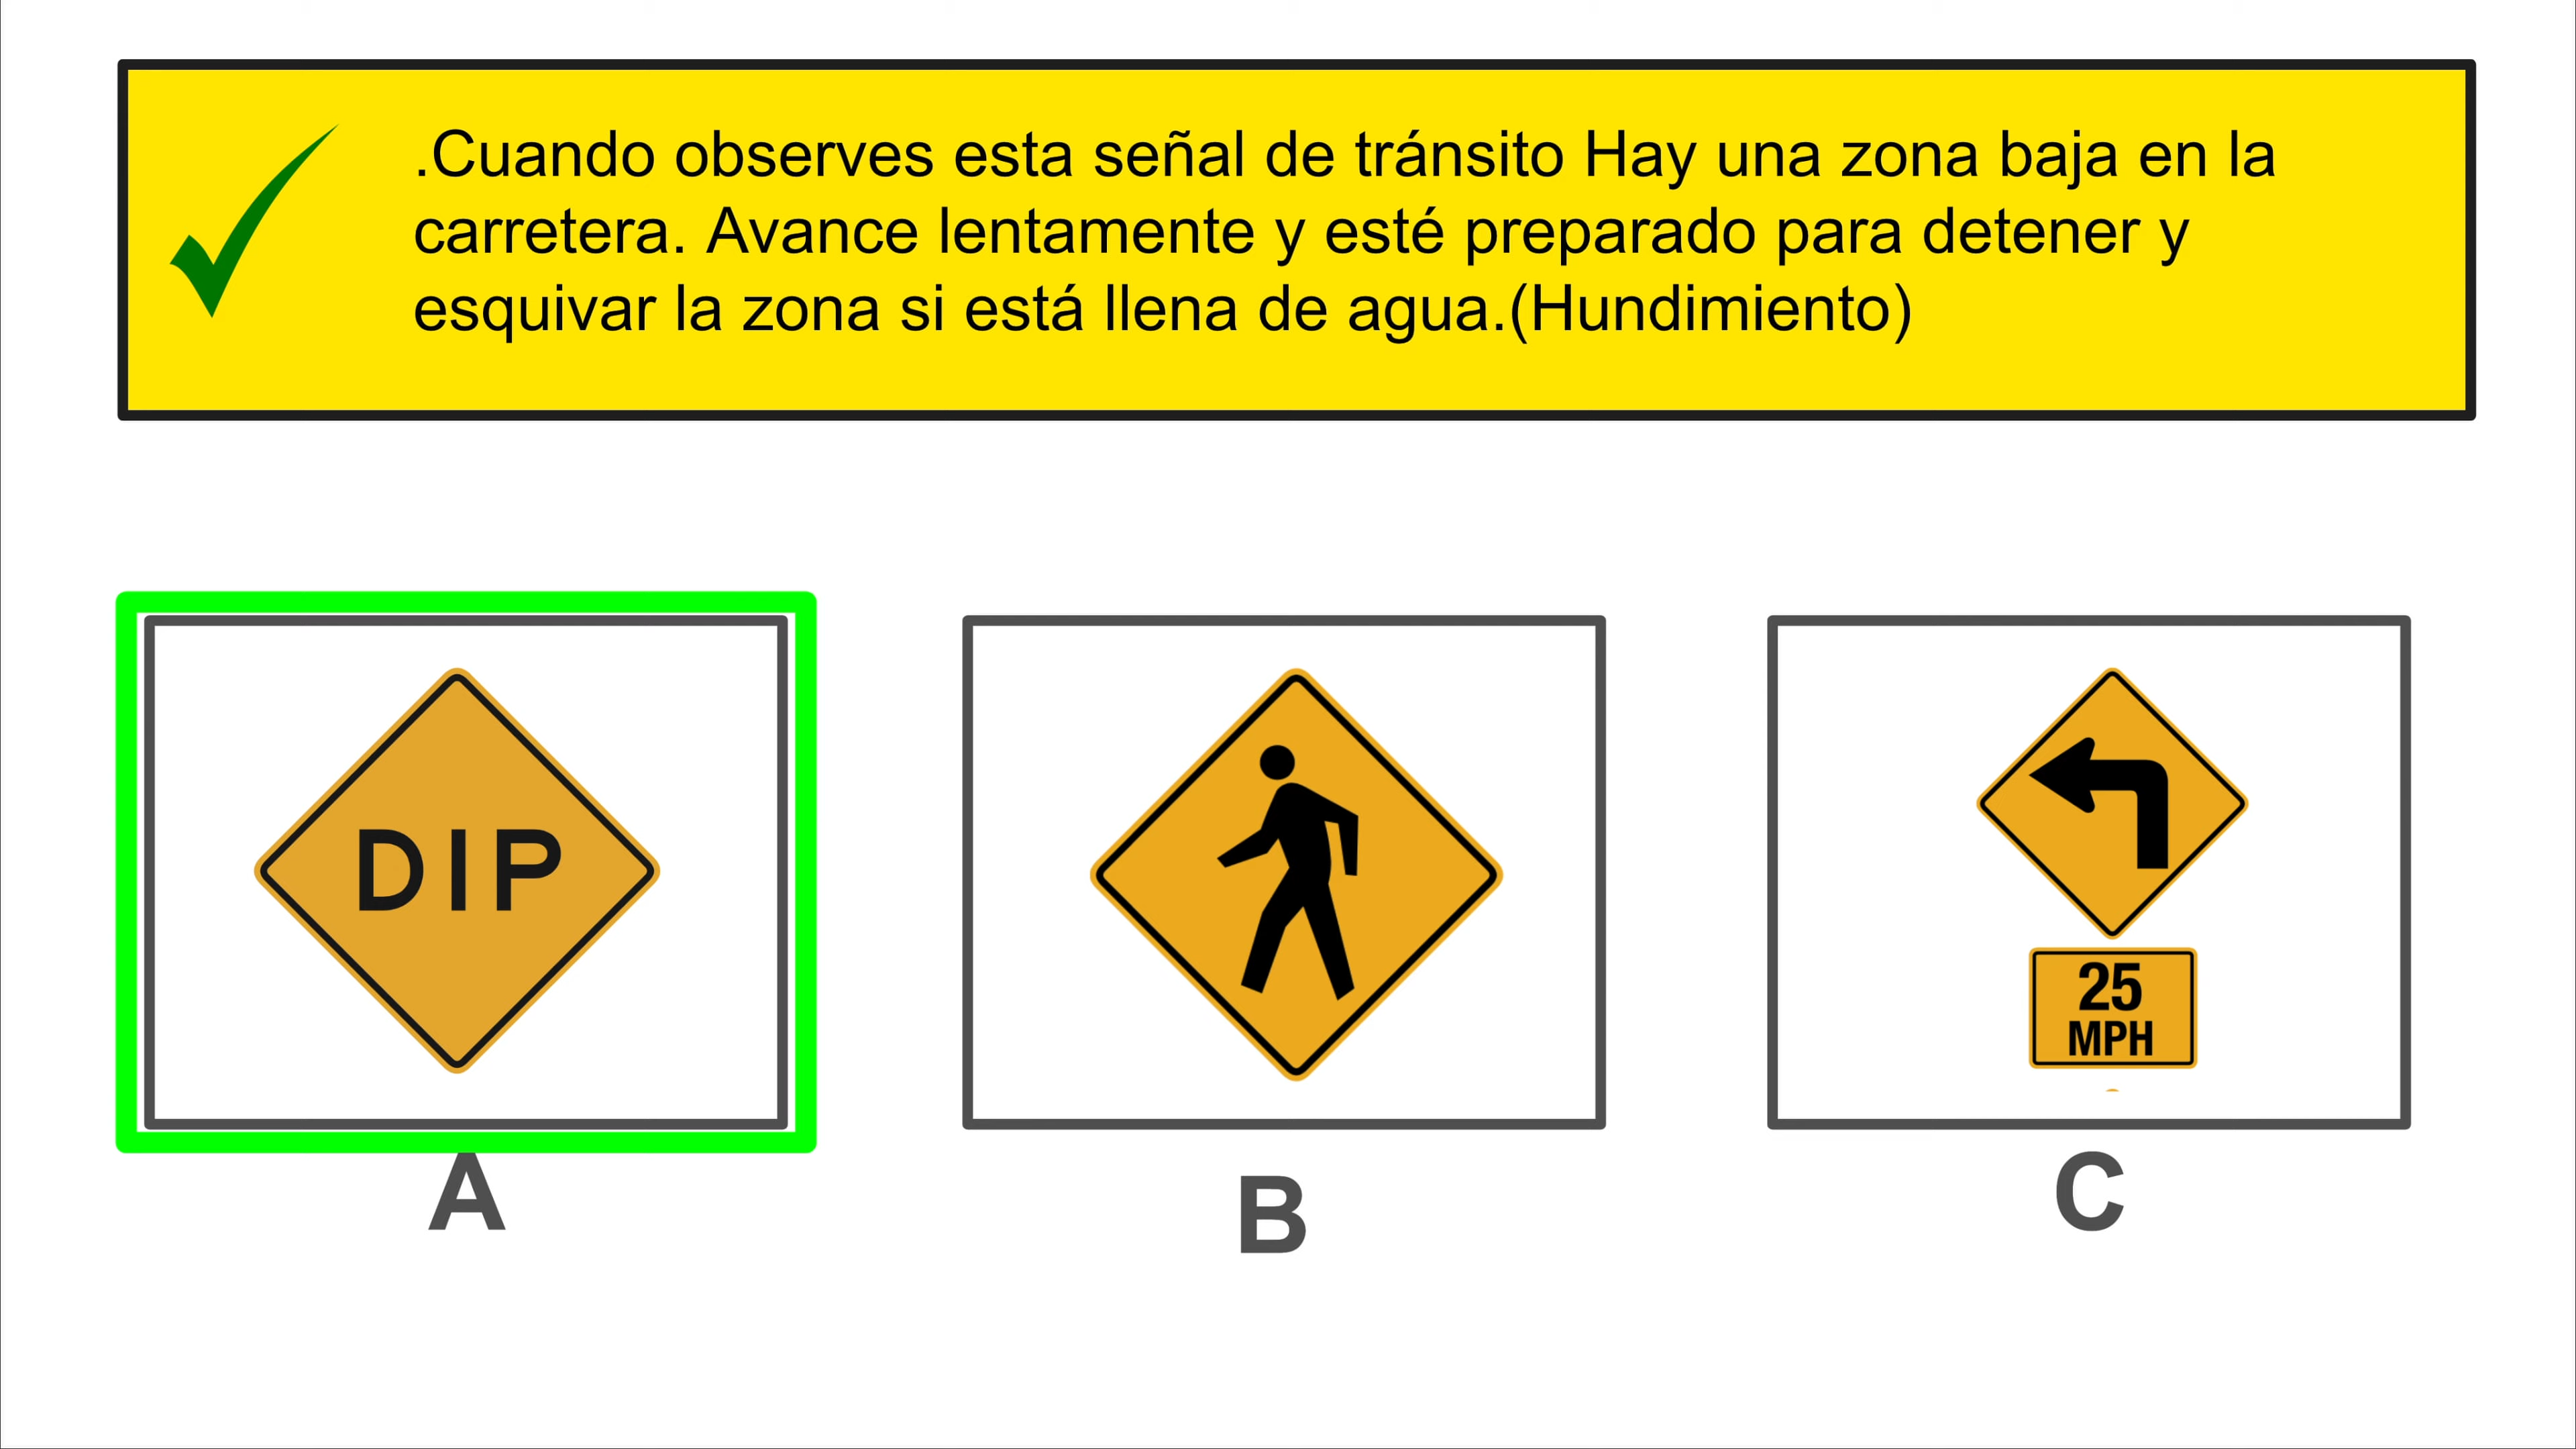 .Cuando observes esta señal de tránsito Hay una zona baja en la
carretera. Avance lentamente y esté preparado para detener y
esquivar la zona si está llena de agua.(Hundimiento)
DIP
25
MPH
A
B
C